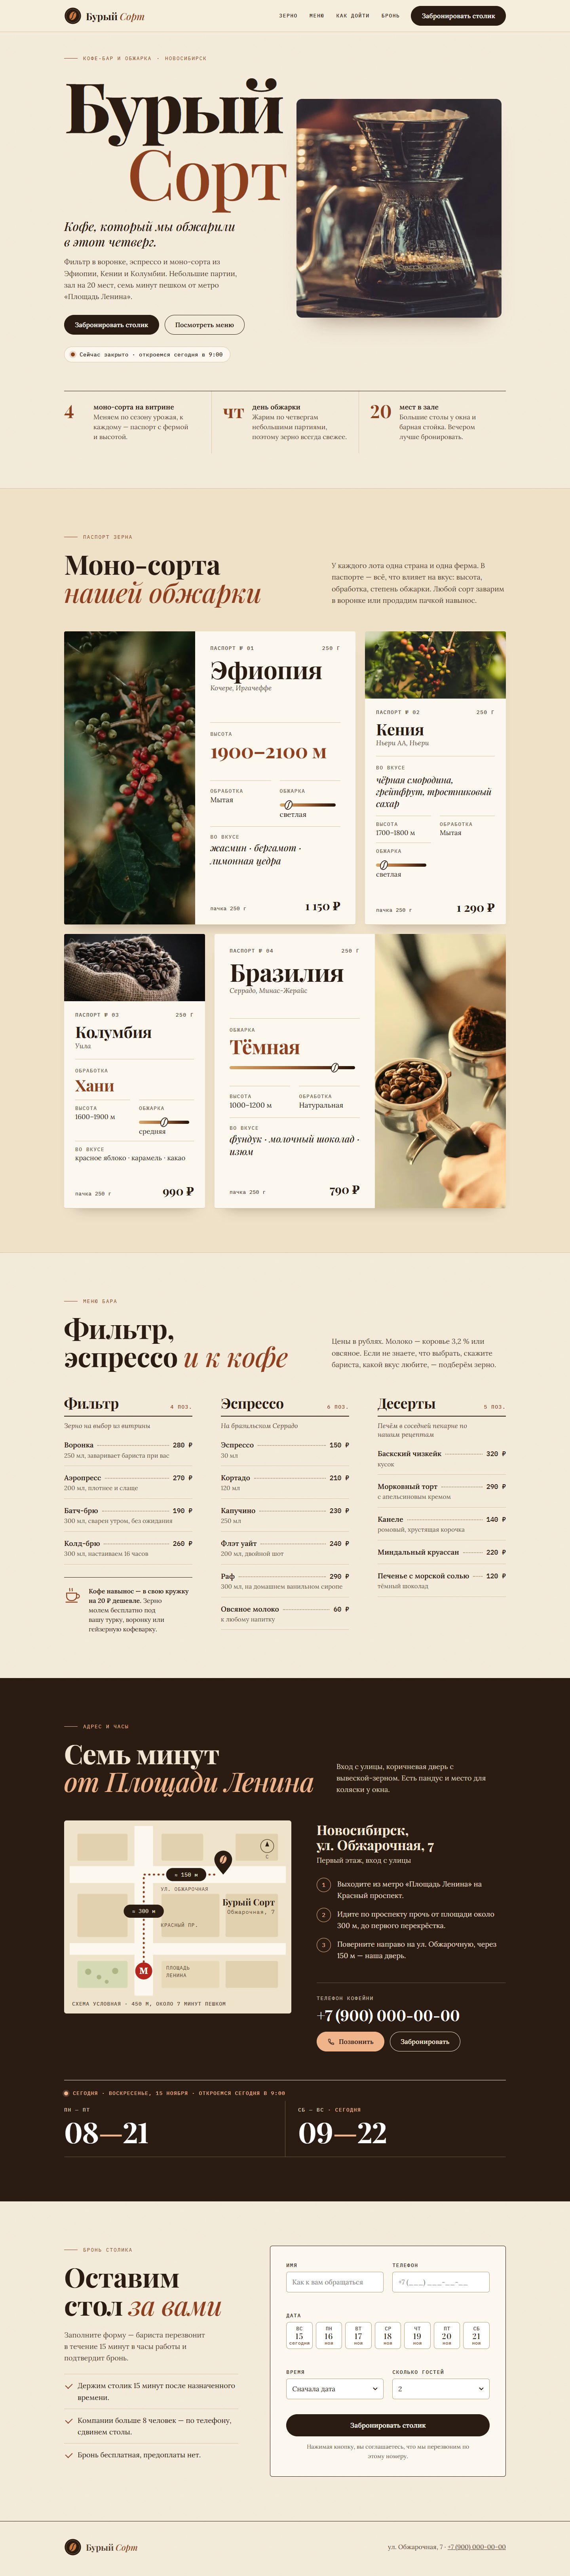 Бурый Сорт
ЗЕРНО МЕНЮ КАК ДОЙТИ БРОНЬ Забронировать столик
КОФЕ-БАР И ОБЖАРКА · НОВОСИБИРСК
Бурый
Сорт
Кофе, который мы обжарили
в этот четверг.
Фильтр в воронке, эспрессо и моно-сорта из
Эфиопии, Кении и Колумбии. Небольшие партии,
зал на 20 мест, семь минут пешком от метро
«Площадь Ленина».
Забронировать столик Посмотреть меню
Сейчас закрыто · откроемся сегодня в 9:00
4
моно-сорта на витрине
Меняем по сезону урожая, к
каждому — паспорт с фермой
и высотой.
чт
день обжарки
Жарим по четвергам
небольшими партиями,
поэтому зерно всегда свежее.
20
мест в зале
Большие столы у окна и
барная стойка. Вечером
лучше бронировать.
ПАСПОРТ ЗЕРНА
Моно-сорта
нашей обжарки
У каждого лота одна страна и одна ферма. В
паспорте — всё, что влияет на вкус: высота,
обработка, степень обжарки. Любой сорт заварим
в воронке или продадим пачкой навынос.
ПАСПОРТ № 01 250 Г
Эфиопия
Кочере, Иргачеффе
ВЫСОТА
1900–2100 м
ОБРАБОТКА
Мытая
ОБЖАРКА
светлая
ВО ВКУСЕ
жасмин · бергамот ·
лимонная цедра
пачка 250 г 1 150 ₽
ПАСПОРТ № 02 250 Г
Кения
Ньери AA, Ньери
ВО ВКУСЕ
чёрная смородина,
грейпфрут, тростниковый
сахар
ВЫСОТА
1700–1800 м
ОБРАБОТКА
Мытая
ОБЖАРКА
светлая
пачка 250 г 1 290 ₽
ПАСПОРТ № 03 250 Г
Колумбия
Уила
ОБРАБОТКА
Хани
ВЫСОТА
1600–1900 м
ОБЖАРКА
средняя
ВО ВКУСЕ
красное яблоко · карамель · какао
пачка 250 г 990 ₽
ПАСПОРТ № 04 250 Г
Бразилия
Серрадо, Минас-Жерайс
ОБЖАРКА
Тёмная
ВЫСОТА
1000–1200 м
ОБРАБОТКА
Натуральная
ВО ВКУСЕ
фундук · молочный шоколад ·
изюм
пачка 250 г 790 ₽
МЕНЮ БАРА
Фильтр,
эспрессо и к кофе
Цены в рублях. Молоко — коровье 3,2 % или
овсяное. Если не знаете, что выбрать, скажите
бариста, какой вкус любите, — подберём зерно.
Фильтр 4 ПОЗ.
Зерно на выбор из витрины
Воронка 280 ₽
250 мл, заваривает бариста при вас
Аэропресс 270 ₽
200 мл, плотнее и слаще
Батч-брю 190 ₽
300 мл, сварен утром, без ожидания
Колд-брю 260 ₽
300 мл, настаиваем 16 часов
Кофе навынос — в свою кружку
на 20 ₽ дешевле. Зерно
молем бесплатно под
вашу турку, воронку или
гейзерную кофеварку.
Эспрессо 6 ПОЗ.
На бразильском Серрадо
Эспрессо 150 ₽
30 мл
Кортадо 210 ₽
120 мл
Капучино 230 ₽
250 мл
Флэт уайт 240 ₽
200 мл, двойной шот
Раф 290 ₽
300 мл, на домашнем ванильном сиропе
Овсяное молоко 60 ₽
к любому напитку
Десерты 5 ПОЗ.
Печём в соседней пекарне по
нашим рецептам
Баскский чизкейк 320 ₽
кусок
Морковный торт 290 ₽
с апельсиновым кремом
Канеле 140 ₽
ромовый, хрустящая корочка
Миндальный круассан 220 ₽
Печенье с морской солью 120 ₽
тёмный шоколад
АДРЕС И ЧАСЫ
Семь минут
от Площади Ленина
Вход с улицы, коричневая дверь с
вывеской-зерном. Есть пандус и место для
коляски у окна.
С
≈ 150 м
УЛ. ОБЖАРОЧНАЯ
Бурый Сорт
Обжарочная, 7
≈ 300 м
КРАСНЫЙ ПР.
М
ПЛОЩАДЬ
ЛЕНИНА
СХЕМА УСЛОВНАЯ · 450 М, ОКОЛО 7 МИНУТ ПЕШКОМ
Новосибирск,
ул. Обжарочная, 7
Первый этаж, вход с улицы
1 Выходите из метро «Площадь Ленина» на
Красный проспект.
2 Идите по проспекту прочь от площади около
300 м, до первого перекрёстка.
3 Поверните направо на ул. Обжарочную, через
150 м — наша дверь.
ТЕЛЕФОН КОФЕЙНИ
+7 (900) 000-00-00
Позвонить Забронировать
СЕГОДНЯ · ВОСКРЕСЕНЬЕ, 15 НОЯБРЯ · ОТКРОЕМСЯ СЕГОДНЯ В 9:00
ПН — ПТ
08—21
СБ — ВС · СЕГОДНЯ
09—22
БРОНЬ СТОЛИКА
Оставим
стол за вами
Заполните форму — бариста перезвонит
в течение 15 минут в часы работы и
подтвердит бронь.
Держим столик 15 минут после назначенного
времени.
Компании больше 8 человек — по телефону,
сдвинем столы.
Бронь бесплатная, предоплаты нет.
ИМЯ ТЕЛЕФОН
Как к вам обращаться +7 (___) ___-__-__
ДАТА
ВС ПН ВТ СР ЧТ ПТ СБ
15 16 17 18 19 20 21
сегодня ноя ноя ноя ноя ноя ноя
ВРЕМЯ СКОЛЬКО ГОСТЕЙ
Сначала дата 2
Забронировать столик
Нажимая кнопку, вы соглашаетесь, что мы перезвоним по
этому номеру.
Бурый Сорт
ул. Обжарочная, 7 · +7 (900) 000-00-00